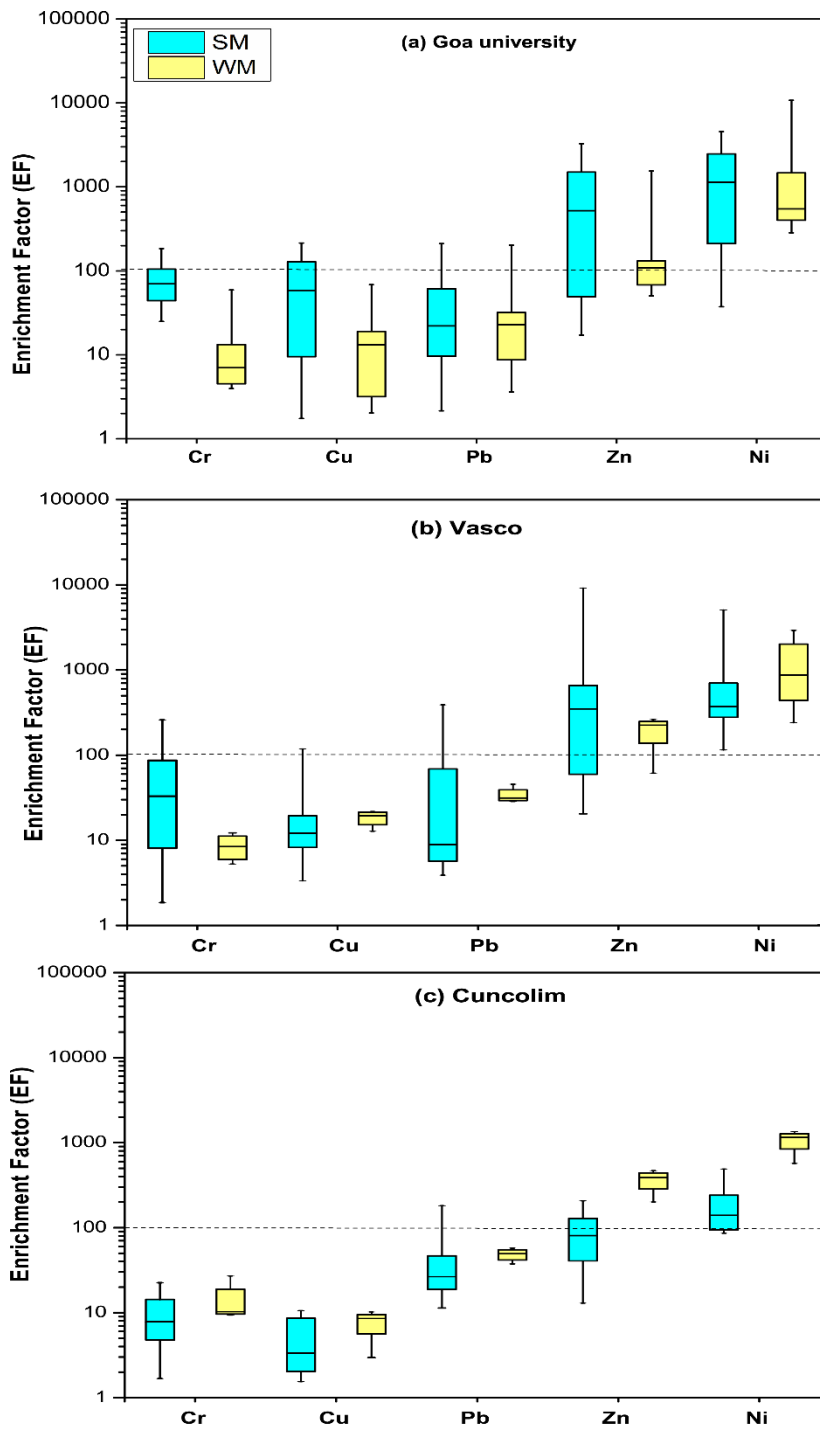 (a) Goa university
SM
WM
Enrichment Factor (EF)
100000
10000
1000
100
10
1
Cr Cu Pb Zn Ni
(b) Vasco
Enrichment Factor (EF)
100000
10000
1000
100
10
1
Cr Cu Pb Zn Ni
(c) Cuncolim
Enrichment Factor (EF)
100000
10000
1000
100
10
1
Cr Cu Pb Zn Ni